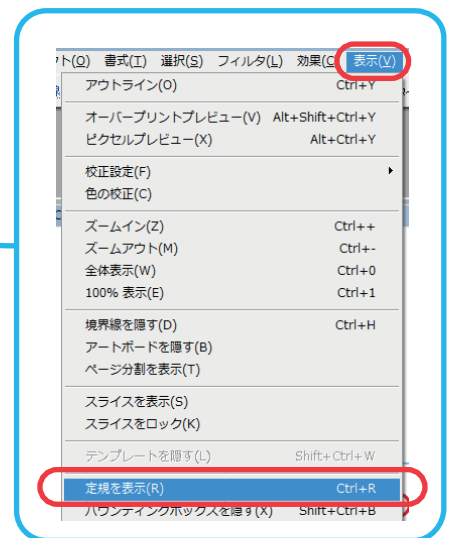 ト(O) 書式(T) 選択(S) フィルタ(L) 効果(C) 表示(V)
アウトライン(O) Ctrl+Y
オーバープリントプレビュー(V) Alt+Shift+Ctrl+Y
ピクセルプレビュー(X) Alt+Ctrl+Y
校正設定(F)
色の校正(C)
ズームイン(Z) Ctrl++
ズームアウト(M) Ctrl+-
全体表示(W) Ctrl+0
100% 表示(E) Ctrl+1
境界線を隠す(D) Ctrl+H
アートボードを隠す(B)
ページ分割を表示(T)
スライスを表示(S)
スライスをロック(K)
テンプレートを隠す(L) Shift+Ctrl+W
定規を表示(R) Ctrl+R
バウンディングボックスを隠す(X) Shift+Ctrl+B